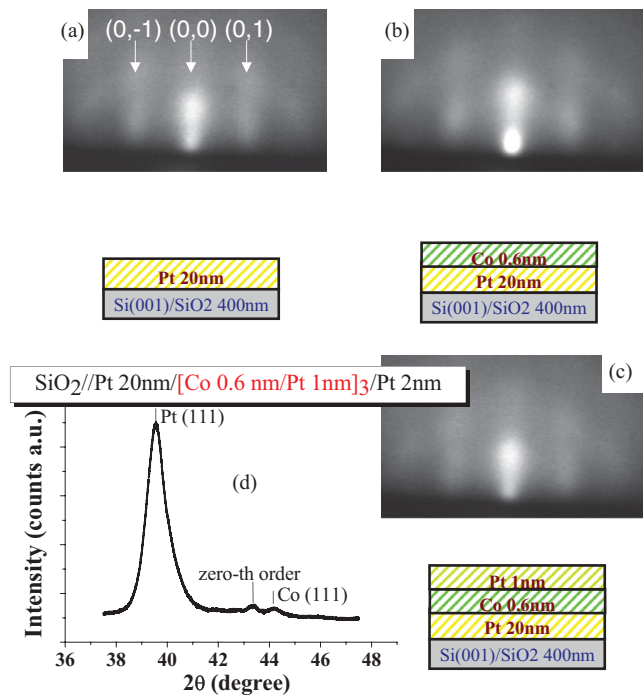 (a)
(0,-1) (0,0) (0,1)
(b)
Pt 20nm
Si(001)/SiO2 400nm
Co 0.6nm
Pt 20nm
Si(001)/SiO2 400nm
SiO2//Pt 20nm/[Co 0.6 nm/Pt 1nm]3/Pt 2nm
(c)
Pt (111)
(d)
zero-th order
Co (111)
Intensity (counts a.u.)
36 38 40 42 44 46 48
2θ (degree)
Pt 1nm
Co 0.6nm
Pt 20nm
Si(001)/SiO2 400nm